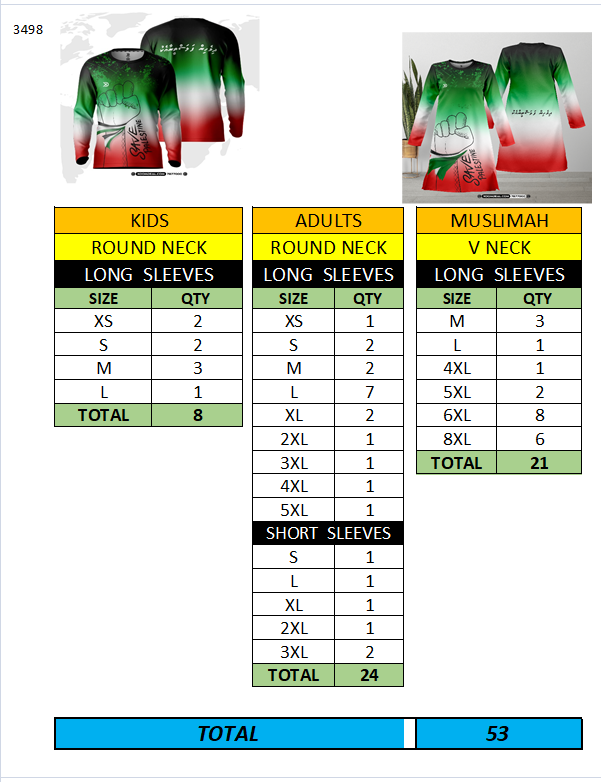 3498
SAVE
PALESTINE
SAVE
PALESTINE
KIDS
ROUND NECK
LONG SLEEVES
SIZE QTY
XS 2
S 2
M 3
L 1
TOTAL 8
ADULTS
ROUND NECK
LONG SLEEVES
SIZE QTY
XS 1
S 2
M 2
L 7
XL 2
2XL 1
3XL 1
4XL 1
5XL 1
SHORT SLEEVES
S 1
L 1
XL 1
2XL 1
3XL 2
TOTAL 24
MUSLIMAH
V NECK
LONG SLEEVES
SIZE QTY
M 3
L 1
4XL 1
5XL 2
6XL 8
8XL 6
TOTAL 21
TOTAL 53